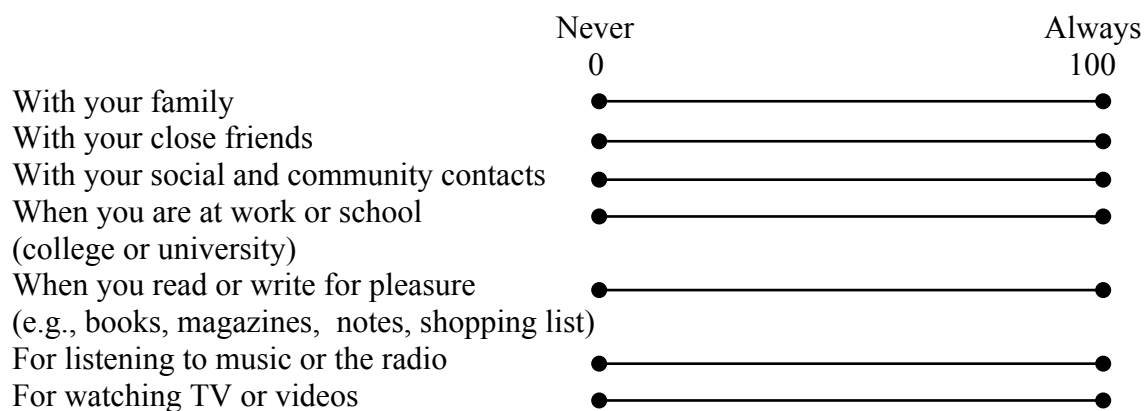 Never Always
0 100
With your family
With your close friends
With your social and community contacts
When you are at work or school
(college or university)
When you read or write for pleasure
(e.g., books, magazines,  notes, shopping list)
For listening to music or the radio
For watching TV or videos